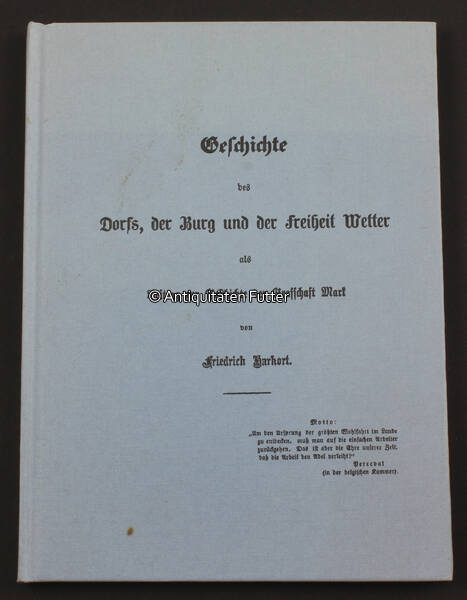 Geschichte
des
Dorfs, der Burg und der Freiheit Wetter
als
Grafschaft Mark
©Antiquitäten Futter
von
Friedrich Harkort.
Motto:
„Um den Ursprung der größten Wohlfahrt im Lande
zu entdecken, muß man auf die einfachen Arbeiter
zurückgehen. Das ist aber die Ehre unserer Zeit,
daß die Arbeit den Adel verleiht!“
Perceval
(in der belgischen Kammer).